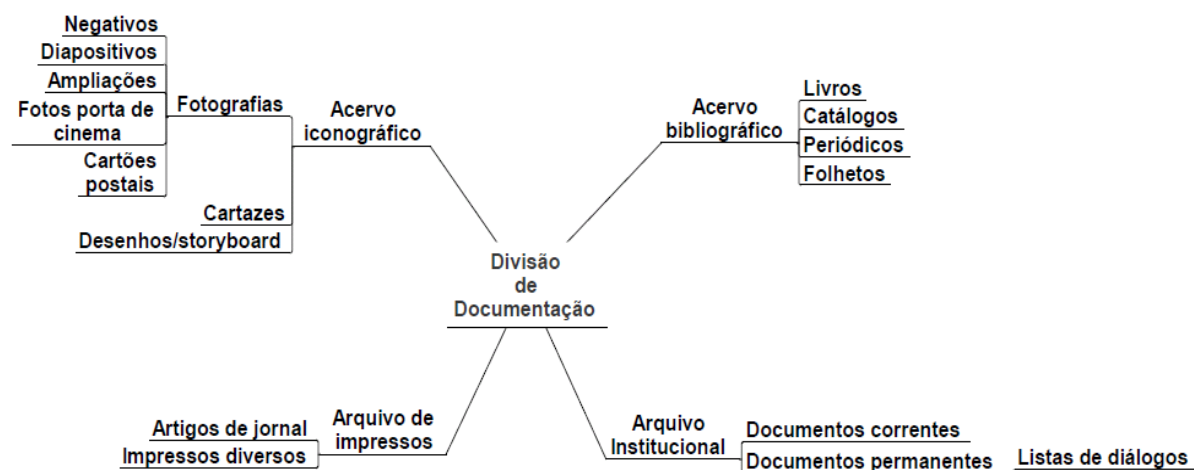 Negativos
Diapositivos
Ampliações
Fotos porta de
cinema
Cartões
postais
Fotografias
Cartazes
Desenhos/storyboard
Acervo
iconográfico
Acervo
bibliográfico
Livros
Catálogos
Periódicos
Folhetos
Divisão
de
Documentação
Artigos de jornal
Impressos diversos
Arquivo de
impressos
Arquivo
Institucional
Documentos correntes
Documentos permanentes
Listas de diálogos